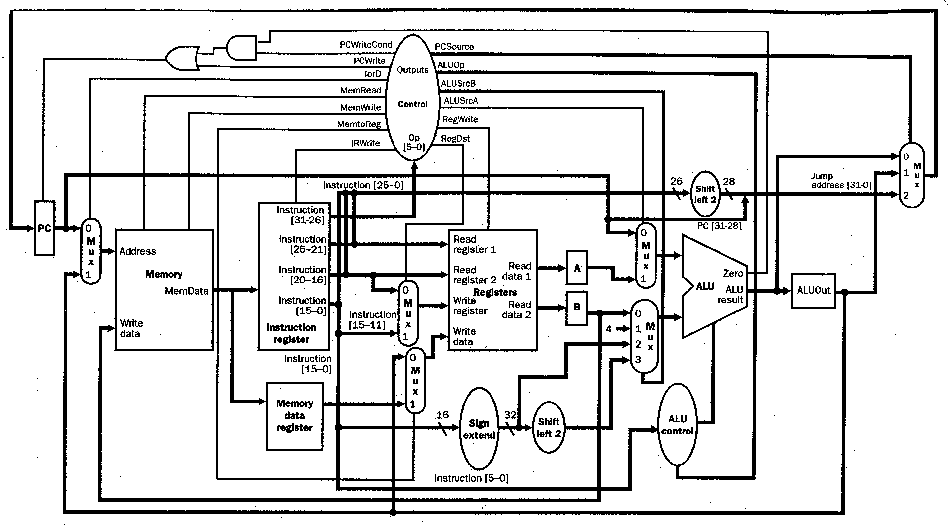 PCWriteCond
PCSource
PCWrite
Outputs
ALUOp
IorD
ALUSrcB
MemRead
Control
ALUSrcA
MemWrite
RegWrite
MemtoReg
Op
[5–0]
RegDst
IRWrite
0
1
2
Mux
Jump
address [31-0]
Instruction [25–0]
26
Shift
left 2
28
PC [31-28]
PC
0
Mux
1
Address
Memory
MemData
Write
data
Instruction
[31-26]
Instruction
[25–21]
Instruction
[20–16]
Instruction
[15–0]
Instruction
register
Instruction
[15–11]
Instruction
[15–0]
0
Mux
1
Read
register 1
Read
register 2
Registers
Write
register
Write
data
Read
data 1
Read
data 2
A
B
0
Mux
1
0
4
1
2
3
Mux
Zero
ALU
ALU
result
ALUOut
Memory
data
register
0
Mux
1
16
Sign
extend
32
Shift
left 2
ALU
control
Instruction [5–0]